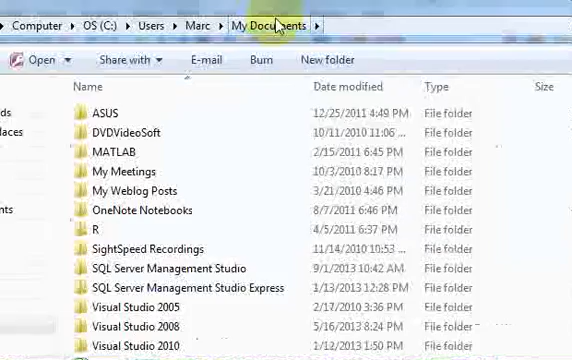 Computer OS (C:) Users Marc My Documents
Open Share with E-mail Burn New folder
Name Date modified Type Size
ds ASUS 12/25/2011 4:49 PM File folder
laces DVDVideoSoft 10/11/2010 11:06 ... File folder
MATLAB 2/15/2011 6:45 PM File folder
My Meetings 10/3/2010 8:17 PM File folder
My Weblog Posts 3/21/2010 4:46 PM File folder
nts OneNote Notebooks 8/7/2011 6:46 PM File folder
R 4/5/2011 6:37 PM File folder
SightSpeed Recordings 11/14/2010 10:53 ... File folder
SQL Server Management Studio 9/1/2013 10:42 AM File folder
SQL Server Management Studio Express 1/13/2013 12:28 PM File folder
Visual Studio 2005 2/17/2010 3:36 PM File folder
Visual Studio 2008 5/16/2013 8:24 PM File folder
Visual Studio 2010 1/12/2013 1:50 PM File folder